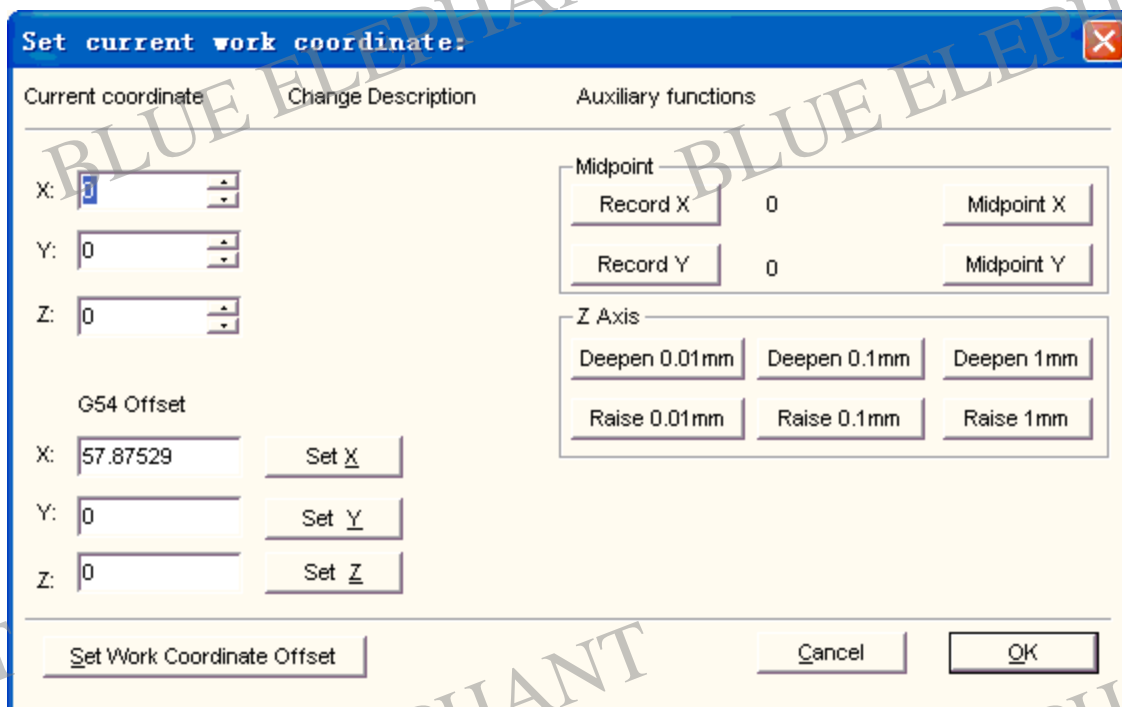 Set current work coordinate:
Current coordinate Change Description Auxiliary functions
BLUE ELEPHANT
BLUE ELEPHANT
Midpoint
X: 0 Record X 0 Midpoint X
Y: 0 Record Y 0 Midpoint Y
Z: 0
Z Axis
Deepen 0.01mm Deepen 0.1mm Deepen 1mm
Raise 0.01mm Raise 0.1mm Raise 1mm
G54 Offset
X: 57.87529 Set X
Y: 0 Set Y
Z: 0 Set Z
Set Work Coordinate Offset Cancel OK